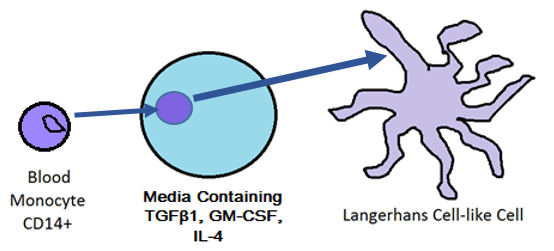 Blood
Monocyte
CD14+
Media Containing
TGFβ1, GM-CSF,
IL-4
Langerhans Cell-like Cell